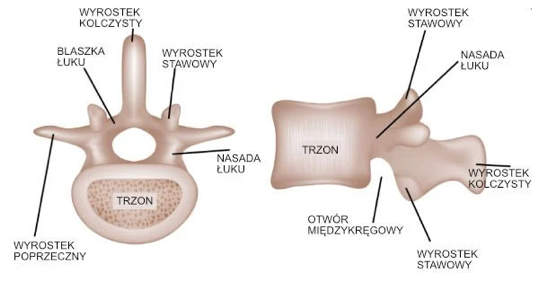 WYROSTEK
KOLCZYSTY
BLASZKA
ŁUKU
WYROSTEK
STAWOWY
NASADA
ŁUKU
TRZON
WYROSTEK
POPRZECZNY
WYROSTEK
STAWOWY
NASADA
ŁUKU
TRZON
WYROSTEK
KOLCZYSTY
OTWÓR
MIĘDZYKRĘGOWY
WYROSTEK
STAWOWY